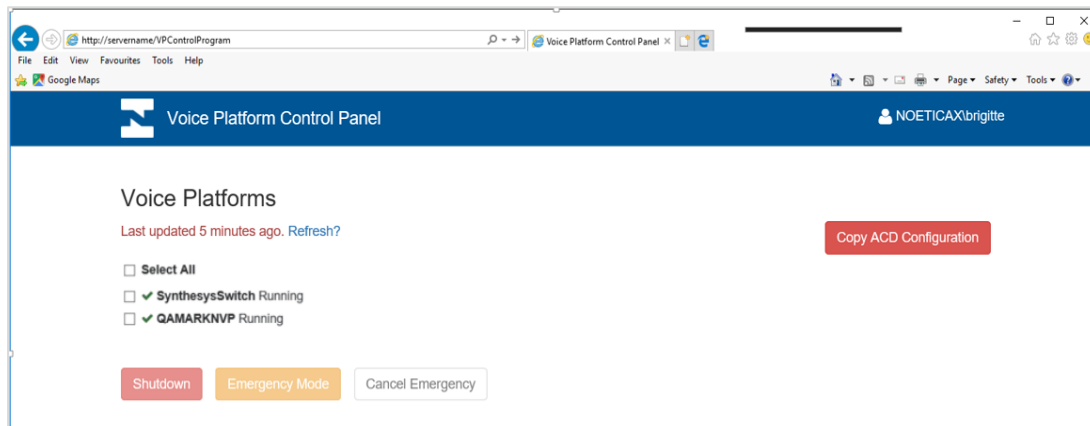 http://servername/VPControlProgram
Voice Platform Control Panel
File Edit View Favourites Tools Help
Google Maps
Page Safety Tools
Voice Platform Control Panel
NOETICAX\brigitte
Voice Platforms
Last updated 5 minutes ago. Refresh?
Copy ACD Configuration
Select All
SynthesysSwitch Running
QAMARKNVP Running
Shutdown Emergency Mode Cancel Emergency